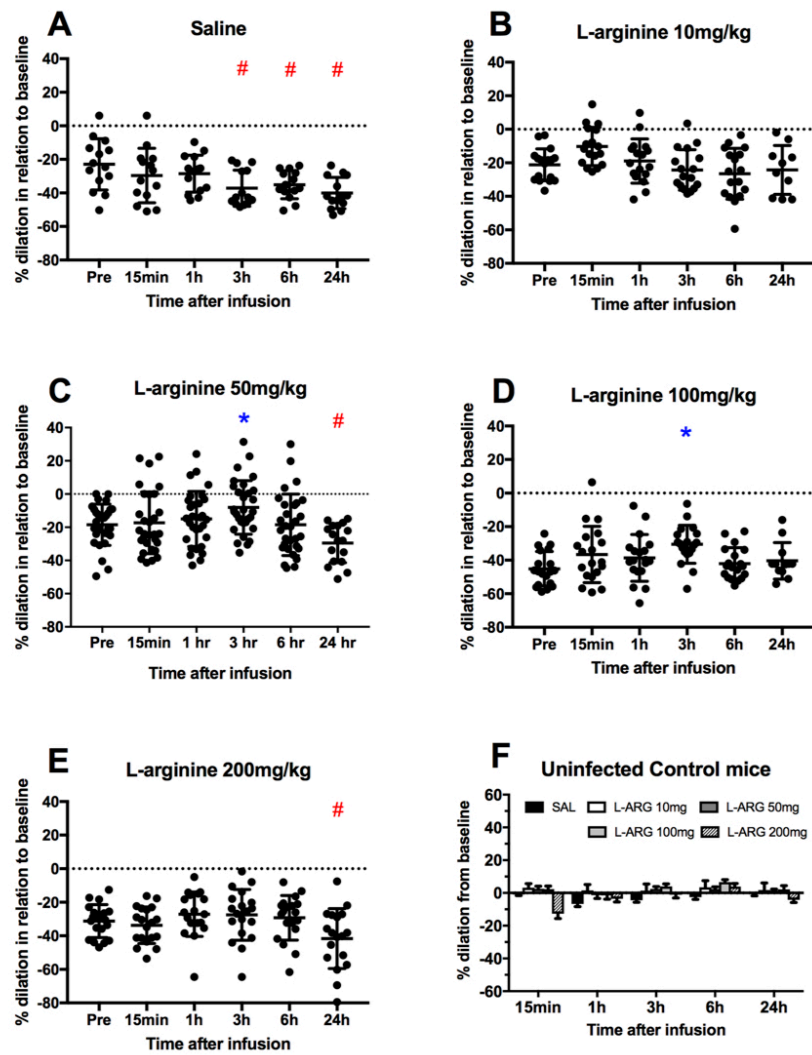 A
Saline
% dilation in relation to baseline
40
20
0
-20
-40
-60
-80
# # #
Pre 15min 1h 3h 6h 24h
Time after infusion
B
L-arginine 10mg/kg
% dilation in relation to baseline
40
20
0
-20
-40
-60
-80
Pre 15min 1h 3h 6h 24h
Time after infusion
C
L-arginine 50mg/kg
% dilation in relation to baseline
40
20
0
-20
-40
-60
-80
* #
Pre 15min 1 hr 3 hr 6 hr 24 hr
Time after infusion
D
L-arginine 100mg/kg
% dilation in relation to baseline
40
20
0
-20
-40
-60
-80
*
Pre 15min 1h 3h 6h 24h
Time after infusion
E
L-arginine 200mg/kg
% dilation in relation to baseline
40
20
0
-20
-40
-60
-80
#
Pre 15min 1h 3h 6h 24h
Time after infusion
F
Uninfected Control mice
% dilation from baseline
60
40
20
0
-20
-40
-60
SAL L-ARG 10mg L-ARG 50mg
L-ARG 100mg L-ARG 200mg
15min 1h 3h 6h 24h
Time after infusion